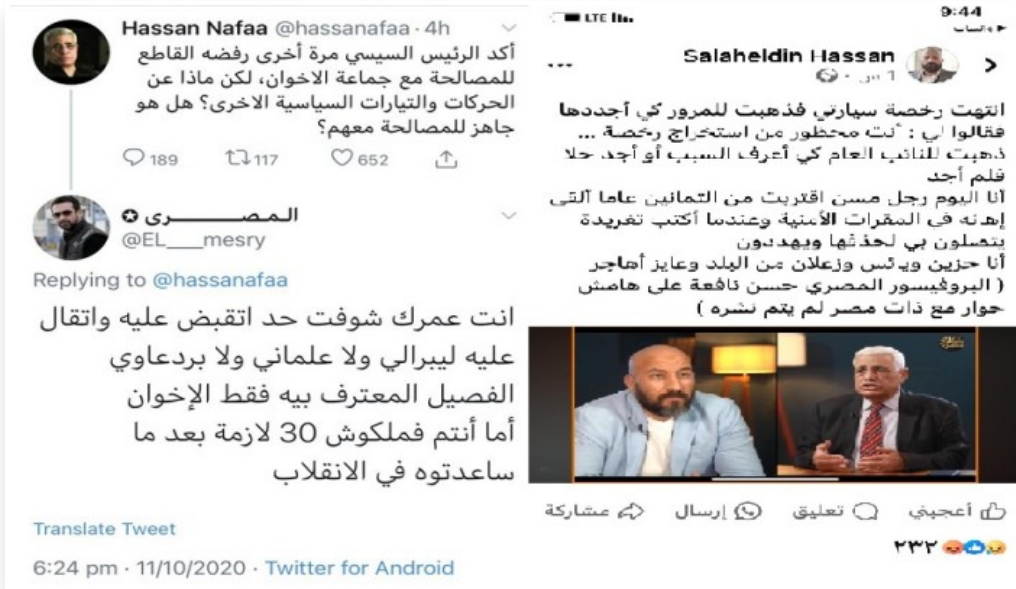 Hassan Nafaa @hassanafaa · 4h
أكد الرئيس السيسي مرة أخرى رفضه القاطع
للمصالحة مع جماعة الاخوان، لكن ماذا عن
الحركات والتيارات السياسية الاخرى؟ هل هو
جاهز للمصالحة معهم؟
189 117 652
المصـــــــــرى
@EL___mesry
Replying to @hassanafaa
انت عمرك شوفت حد اتقبض عليه واتقال
عليه ليبرالي ولا علماني ولا بردعاوي
الفصيل المعترف بيه فقط الإخوان
أما أنتم فملكوش 30 لازمة بعد ما
ساعدتوه في الانقلاب
Translate Tweet
6:24 pm · 11/10/2020 · Twitter for Android
LTE 9:44
Salaheldin Hassan
انتهت رخصة سيارتي فذهبت للمرور كي أجددها
فقالوا لي : أنت محظور من استخراج رخصة ...
ذهبت للنائب العام كي أعرف السبب أو أجد حلا
فلم أجد
أنا اليوم رجل مسن اقتربت من الثمانين عاما ألقى
إهانه في المقرات الأمنية وعندما أكتب تغريدة
يتصلون بي لحذفها ويهددون
أنا حزين ويائس وزعلان من البلد وعايز أهاجر
( البروفيسور المصري حسن نافعة على هامش
حوار مع ذات مصر لم يتم نشره )
أعجبني تعليق إرسال مشاركة
٢٣٢